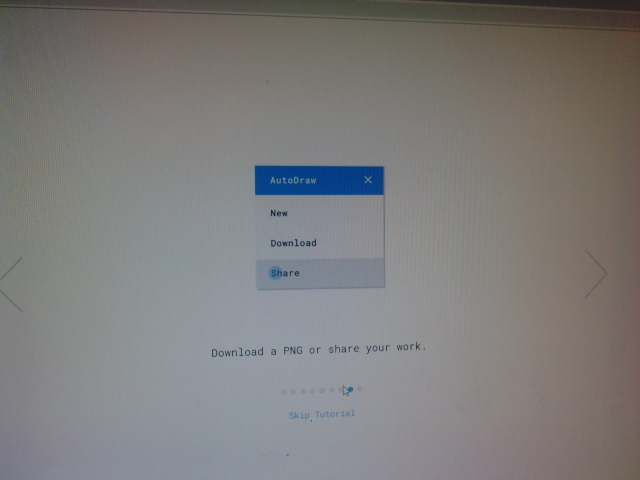 AutoDraw
New
Download
Share
Download a PNG or share your work.
Skip Tutorial